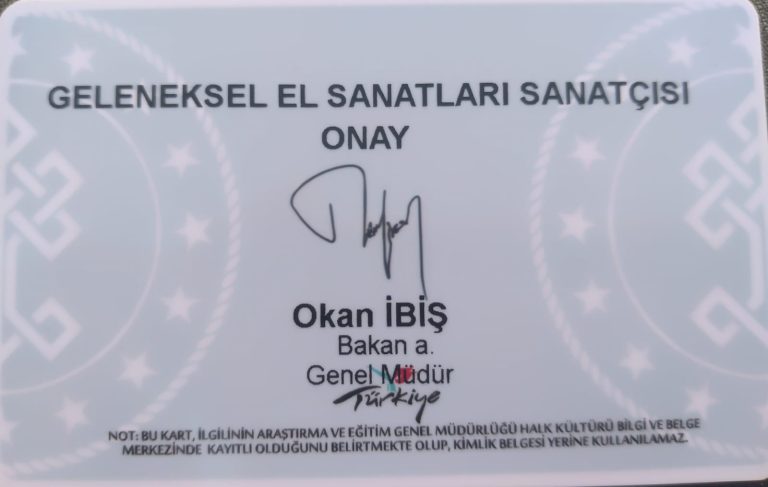 GELENEKSEL EL SANATLARI SANATÇISI
ONAY
Okan İBİŞ
Bakan a.
Genel Müdür
Türkiye
NOT: BU KART, İLGİLİNİN ARAŞTIRMA VE EĞİTİM GENEL MÜDÜRLÜĞÜ HALK KÜLTÜRÜ BİLGİ VE BELGE
MERKEZİNDE KAYITLI OLDUĞUNU BELİRTMEKTE OLUP, KİMLİK BELGESİ YERİNE KULLANILAMAZ.